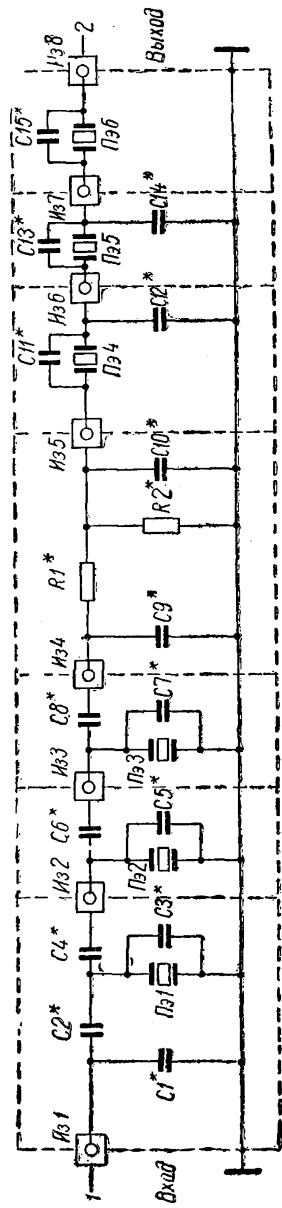 1
Вход
Из1
C1*
C2*
C4*
Пэ1
C3*
Из2
C6*
Пэ2
C5*
Из3
C8*
Пэ3
C7*
Из4
C9*
R1*
R2*
C10*
Из5
C11*
Пэ4
Из6
C12*
C13*
Пэ5
Из7
C14*
C15*
Пэ6
Из8
2
Выход